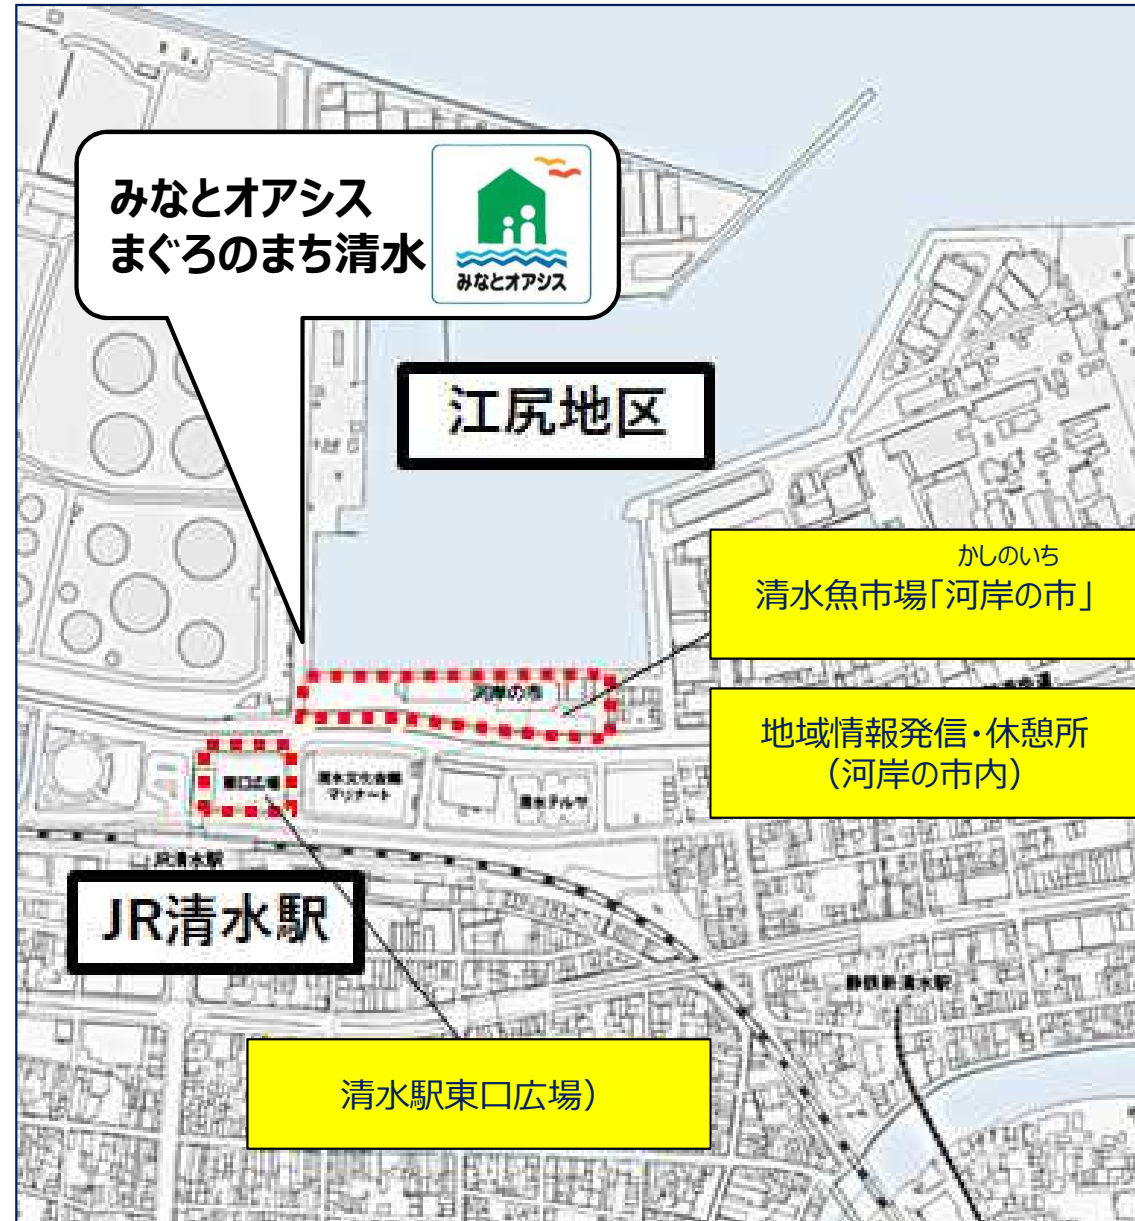 みなとオアシス
まぐろのまち清水
みなとオアシス
江尻地区
かしのいち
清水魚市場「河岸の市」
河岸の市
地域情報発信・休憩所
（河岸の市内）
東口広場
清水文化会館
マリナート
清水テルサ
JR清水駅
JR清水駅
静鉄新清水駅
清水駅東口広場）